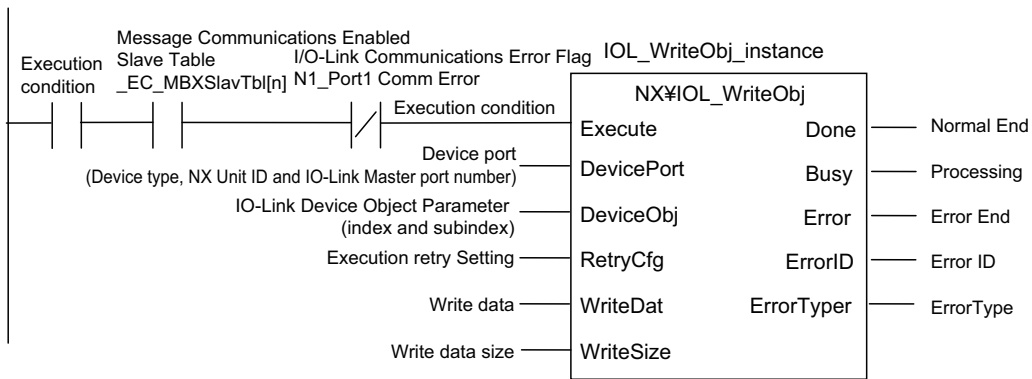 Message Communications Enabled
Execution Slave Table I/O-Link Communications Error Flag IOL_WriteObj_instance
condition _EC_MBXSlavTbl[n] N1_Port1 Comm Error
NX¥IOL_WriteObj
Execution condition
Execute Done Normal End
Device port
(Device type, NX Unit ID and IO-Link Master port number)
DevicePort Busy Processing
IO-Link Device Object Parameter
(index and subindex)
DeviceObj Error Error End
Execution retry Setting RetryCfg ErrorID Error ID
Write data WriteDat ErrorTyper ErrorType
Write data size WriteSize